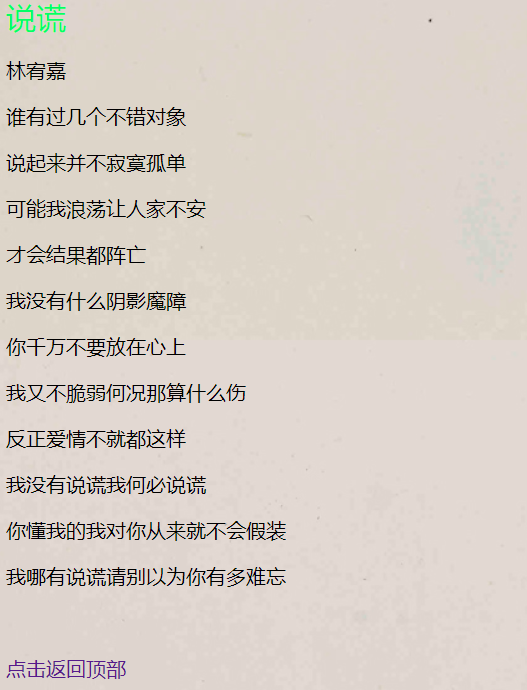 说谎
林宥嘉
谁有过几个不错对象
说起来并不寂寞孤单
可能我浪荡让人家不安
才会结果都阵亡
我没有什么阴影魔障
你千万不要放在心上
我又不脆弱何况那算什么伤
反正爱情不就都这样
我没有说谎我何必说谎
你懂我的我对你从来就不会假装
我哪有说谎请别以为你有多难忘
点击返回顶部